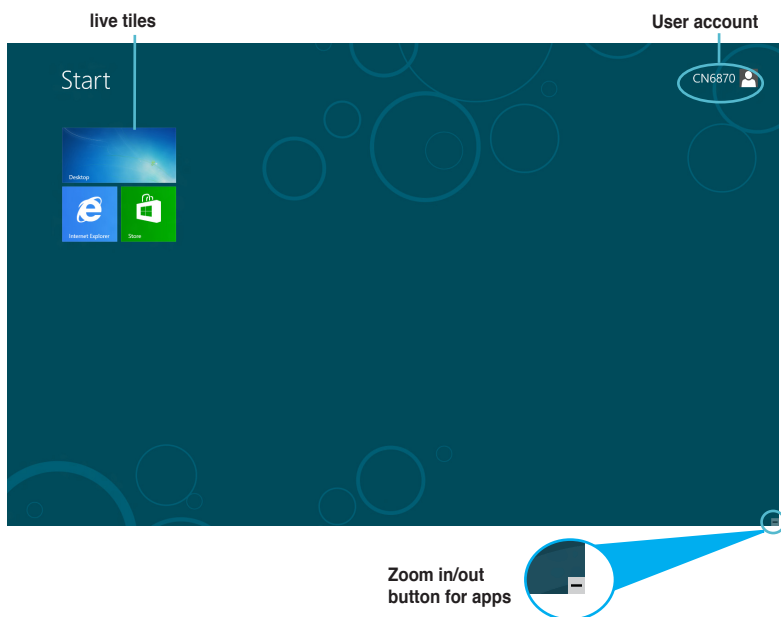 live tiles
User account
Start
CN6870
Desktop
Internet Explorer
Store
Zoom in/out
button for apps